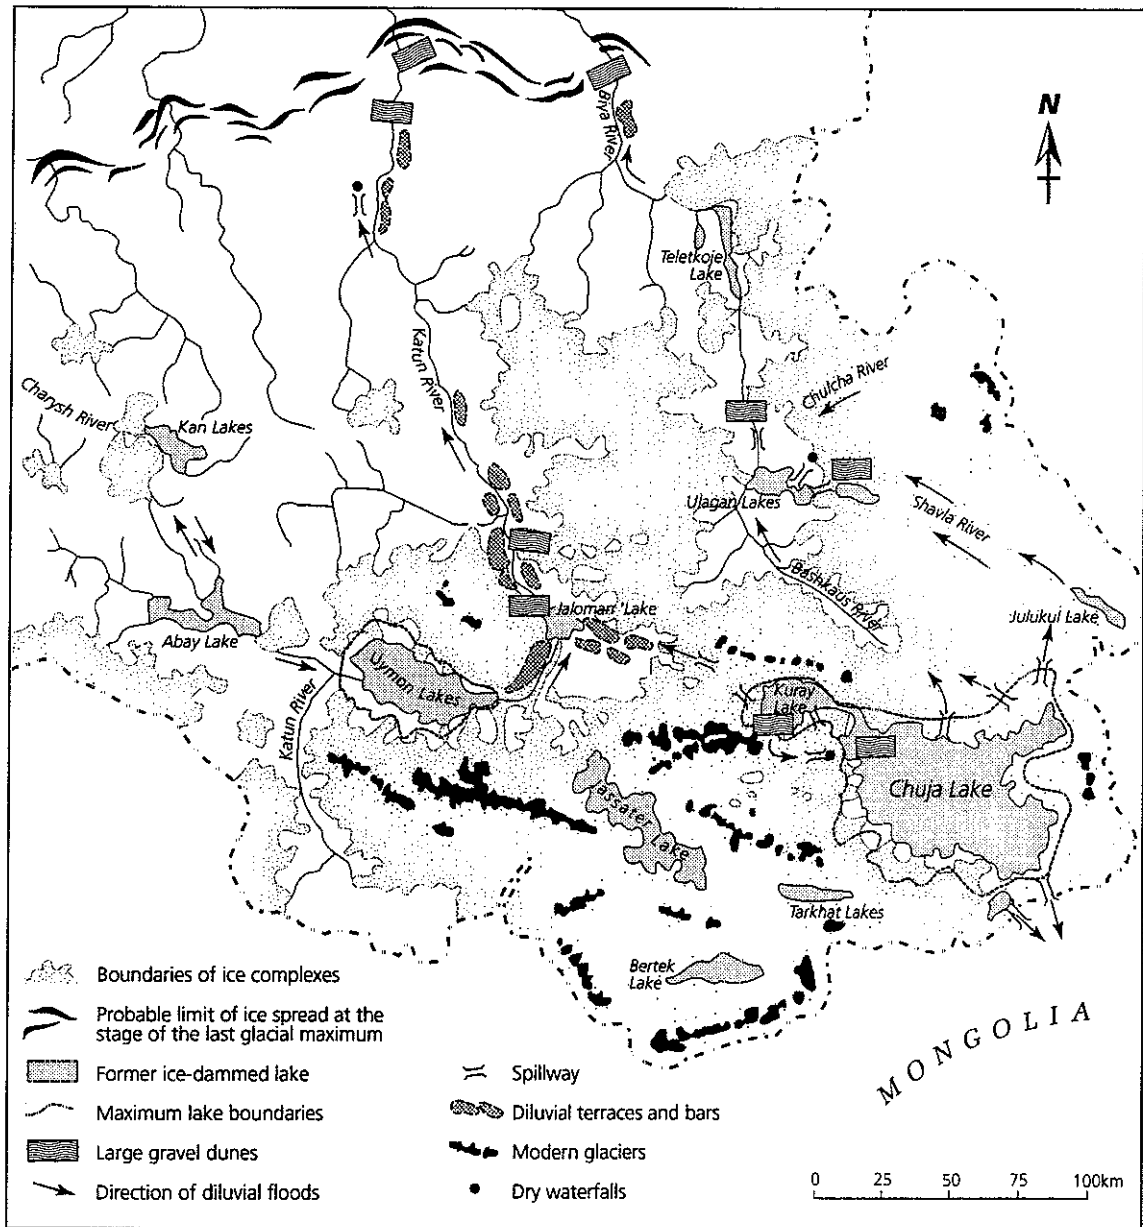 N
Biya River
Teletkoje
Lake
Katun River
Chulcha River
Charysh River
Kan Lakes
Ulagan Lakes
Shavla River
Bashkaus River
Jaloman Lake
Julukul Lake
Abay Lake
Uymon Lakes
Kuray
Lake
Katun River
Chuja Lake
Jassater Lake
Tarkhat Lakes
Bertek
Lake
MONGOLIA
Boundaries of ice complexes
Probable limit of ice spread at the
stage of the last glacial maximum
Former ice-dammed lake
Maximum lake boundaries
Large gravel dunes
Direction of diluvial floods
Spillway
Diluvial terraces and bars
Modern glaciers
Dry waterfalls
0 25 50 100km